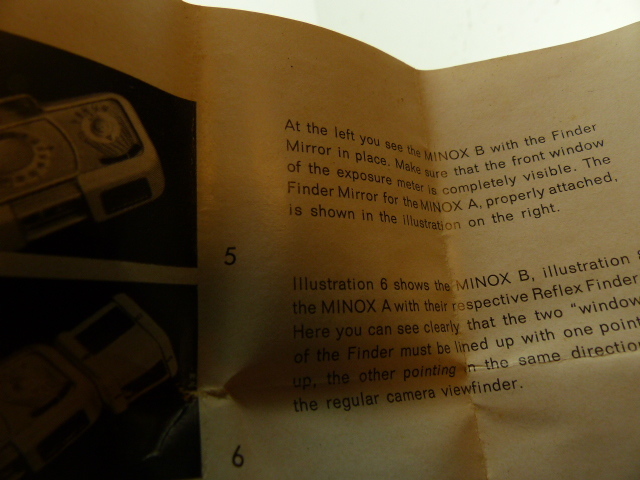 At the left you see the MINOX B with the Finder
Mirror in place. Make sure that the front window
of the exposure meter is completely visible. The
Finder Mirror for the MINOX A, properly attached,
is shown in the illustration on the right.
5
Illustration 6 shows the MINOX B, illustration 8
the MINOX A with their respective Reflex Finder
Here you can see clearly that the two "window
of the Finder must be lined up with one point
up, the other pointing in the same direction
the regular camera viewfinder.
6